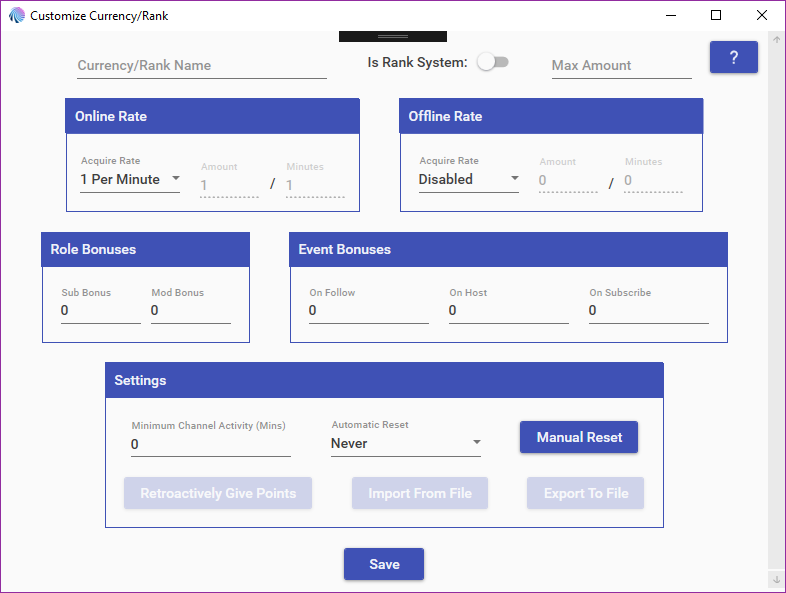 Customize Currency/Rank
Currency/Rank Name
Is Rank System:
Max Amount
?
Online Rate
Acquire Rate
1 Per Minute
Amount
1
/
Minutes
1
Offline Rate
Acquire Rate
Disabled
Amount
0
/
Minutes
0
Role Bonuses
Sub Bonus
0
Mod Bonus
0
Event Bonuses
On Follow
0
On Host
0
On Subscribe
0
Settings
Minimum Channel Activity (Mins)
0
Automatic Reset
Never
Manual Reset
Retroactively Give Points
Import From File
Export To File
Save